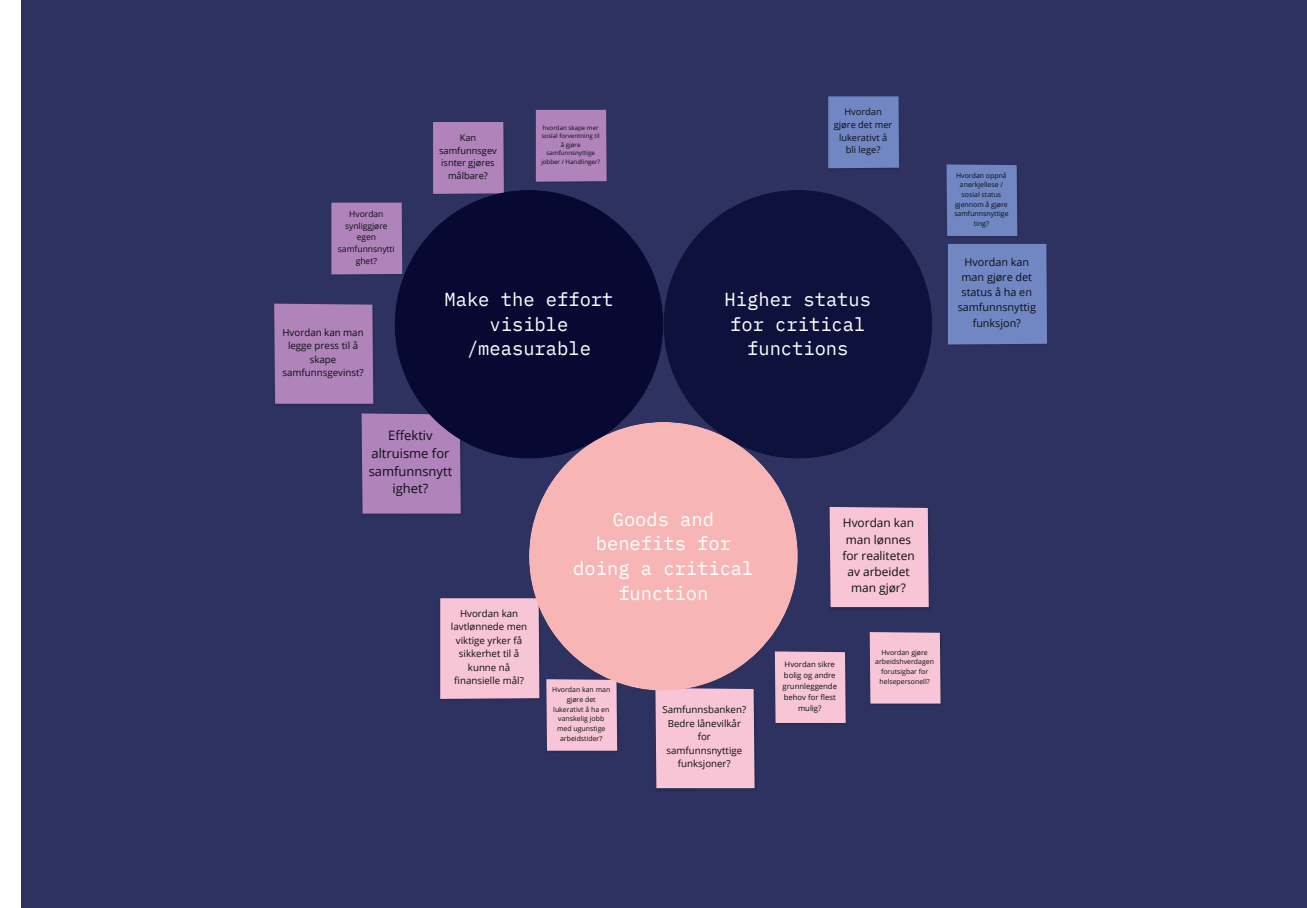 Kan
samfunnsgev
isnter gjøres
målbare?
hvordan skape mer
sosial forventning til
å gjøre
samfunnsnyttige
jobber / Handlinger?
Hvordan
gjøre det mer
lukerativt å
bli lege?
Hvordan oppnå
anerkjellese /
sosial status
gjennom å gjøre
samfunnsnyttige
ting?
Hvordan
synliggjøre
egen
samfunnsnytti
ghet?
Hvordan kan
man gjøre det
status å ha en
samfunnsnyttig
funksjon?
Make the effort
visible
/measurable
Higher status
for critical
functions
Hvordan kan man
legge press til å
skape
samfunnsgevinst?
Effektiv
altruisme for
samfunnsnytt
ighet?
Goods and
benefits for
doing a critical
function
Hvordan kan
man lønnes
for realiteten
av arbeidet
man gjør?
Hvordan kan
lavtlønnede men
viktige yrker få
sikkerhet til å
kunne nå
finansielle mål?
Hvordan kan man
gjøre det
lukerativt å ha en
vanskelig jobb
med ugunstige
arbeidstider?
Samfunnsbanken?
Bedre lånevilkår
for
samfunnsnyttige
funksjoner?
Hvordan sikre
bolig og andre
grunnleggende
behov for flest
mulig?
Hvordan gjøre
arbeidshverdagen
forutsigbar for
helsepersonell?